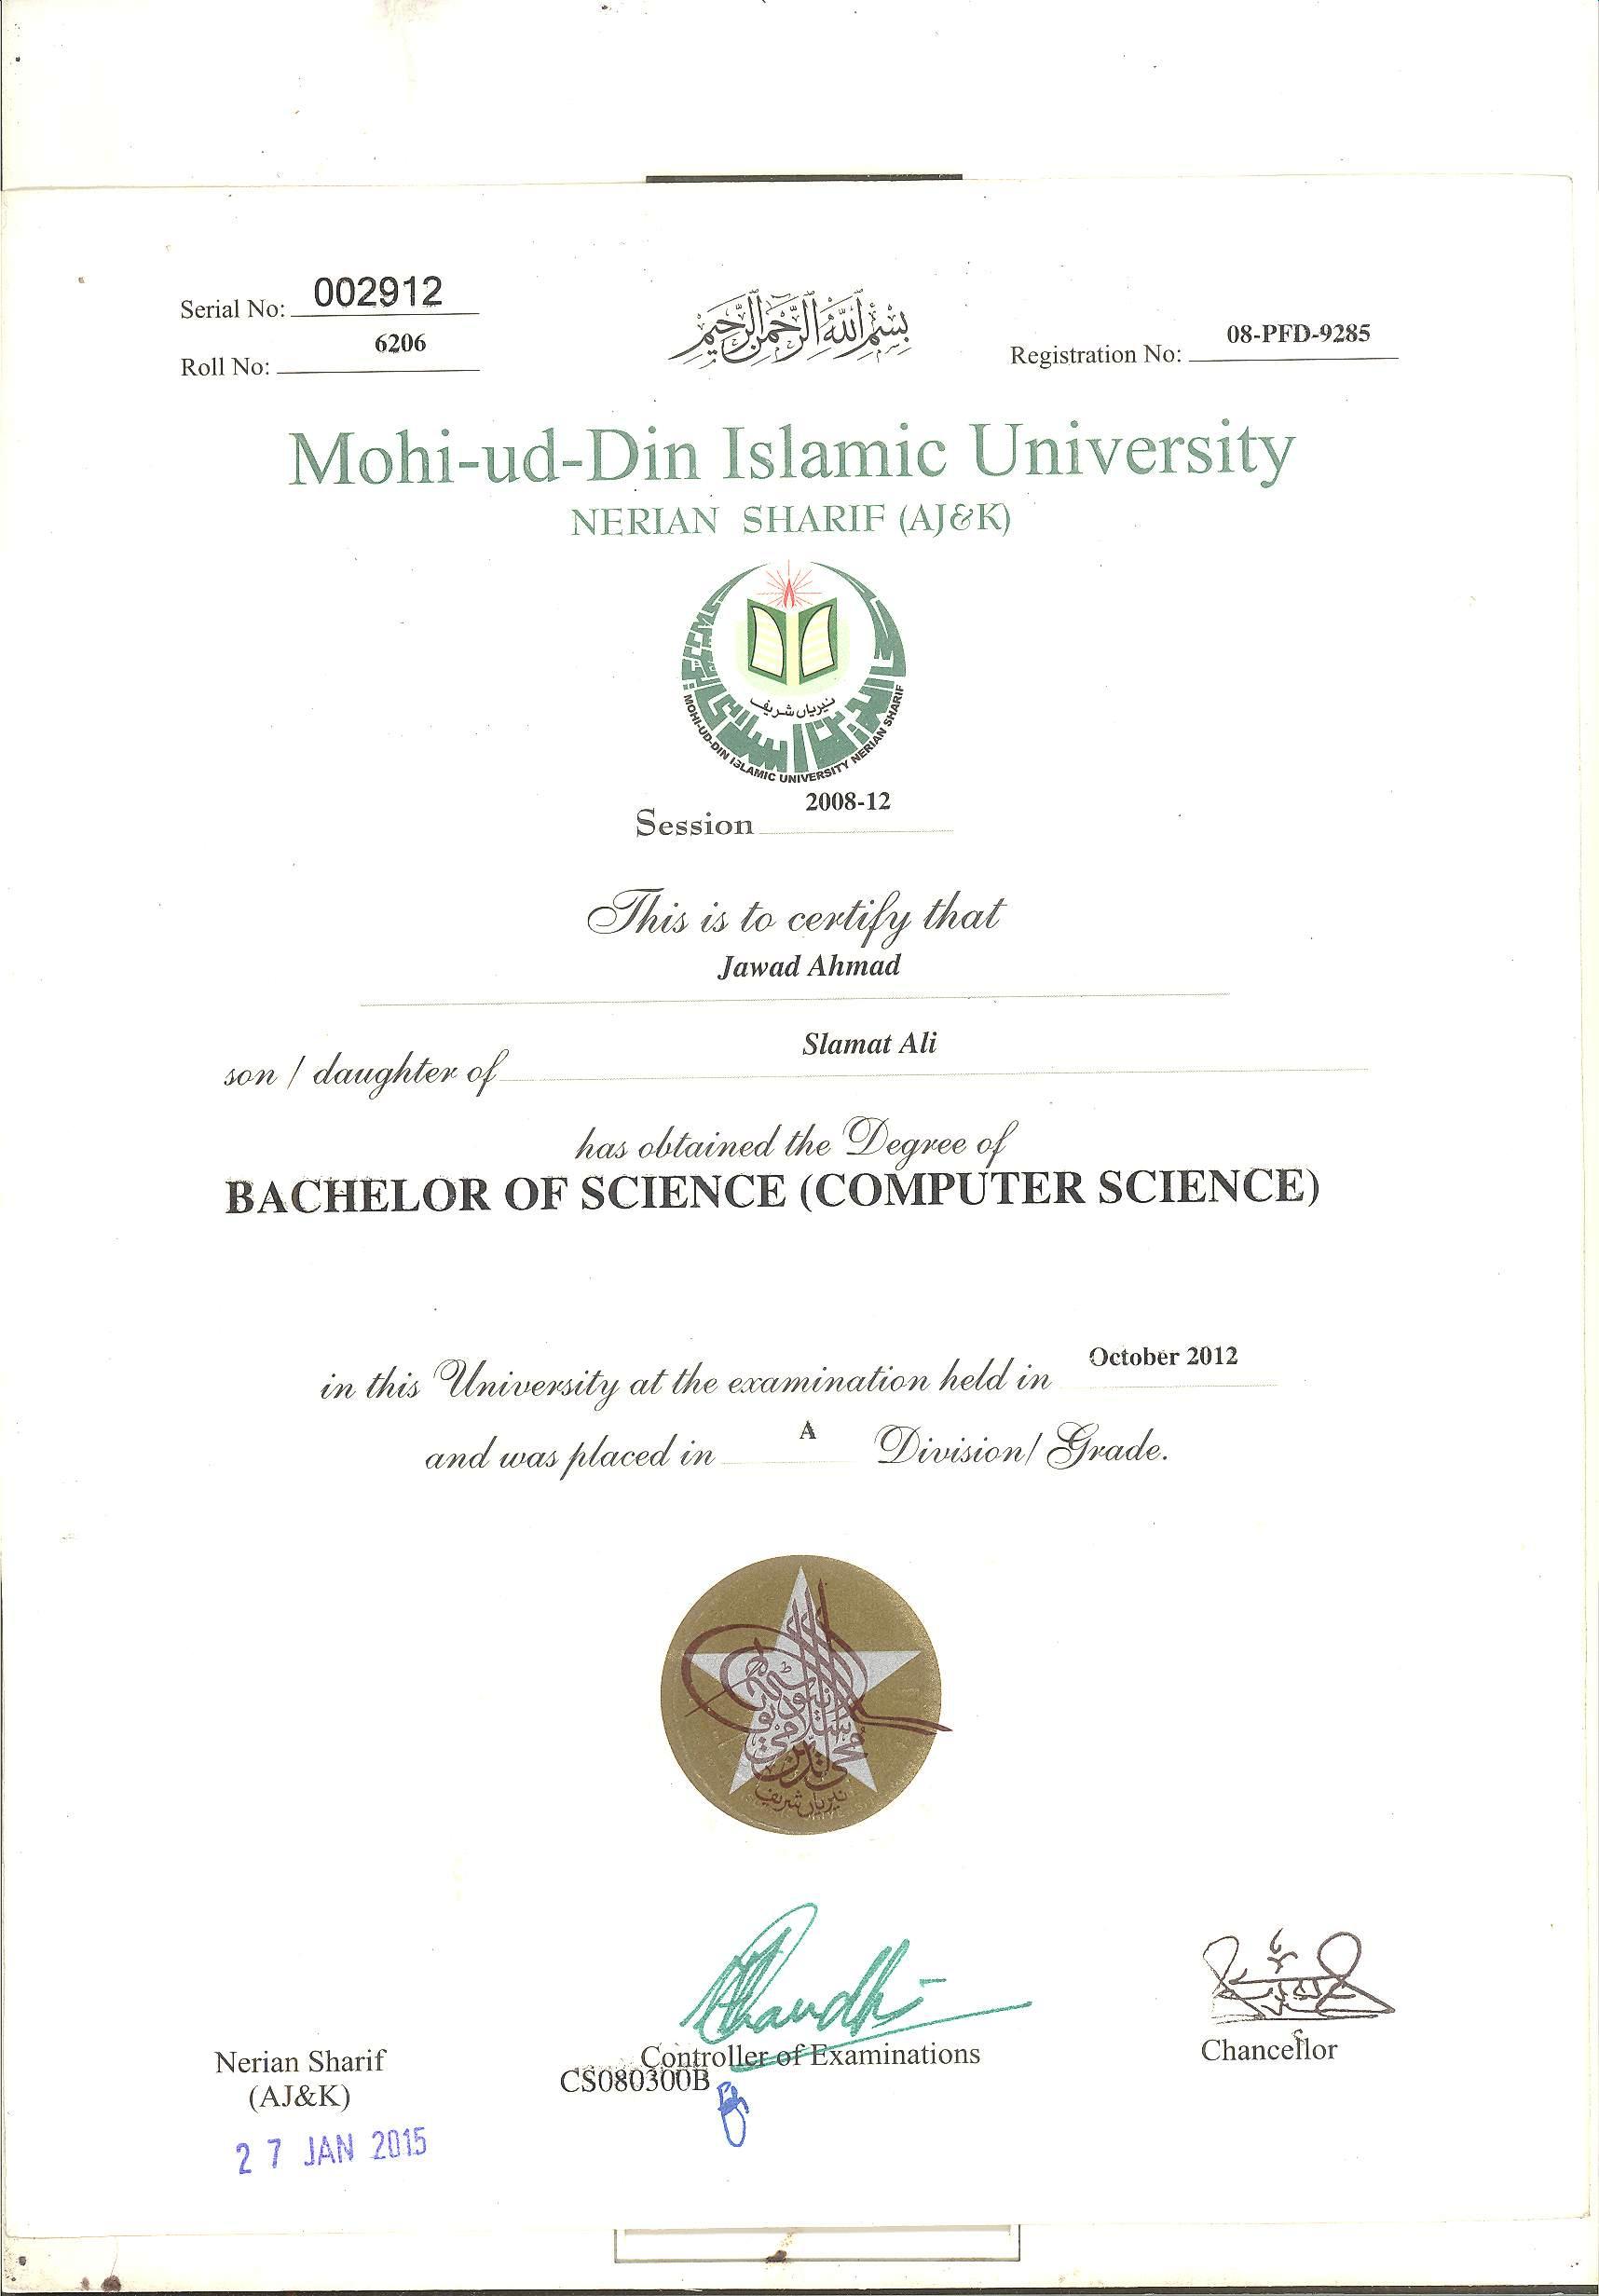 Serial No: 002912
Roll No: 6206
بسم الله الرحمن الرحيم
Registration No: 08-PFD-9285
Mohi-ud-Din Islamic University
NERIAN SHARIF (AJ&K)
نیریاں شریف
MOHI-UD-DIN ISLAMIC UNIVERSITY NERIAN SHARIF
Session 2008-12
This is to certify that
Jawad Ahmad
son / daughter of Slamat Ali
has obtained the Degree of
BACHELOR OF SCIENCE (COMPUTER SCIENCE)
in this University at the examination held in October 2012
and was placed in A Division/ Grade.
نیریاں شریف
Nerian Sharif
(AJ&K)
27 JAN 2015
Controller of Examinations
CS080300B
Chancellor